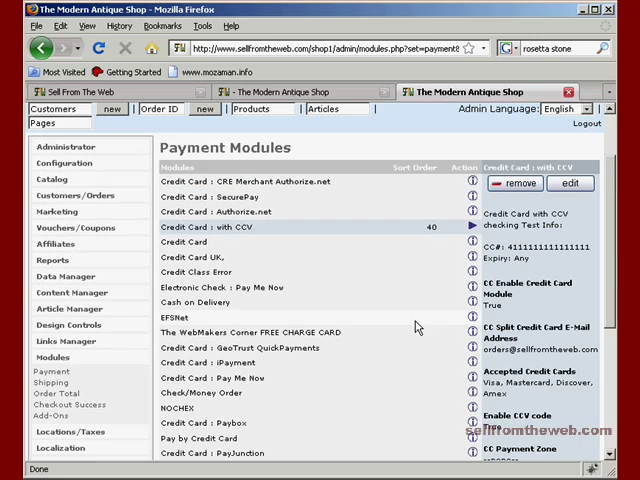 The Modern Antique Shop - Mozilla Firefox
File Edit View History Bookmarks Tools Help
http://www.sellfromtheweb.com/shop1/admin/modules.php?set=payment& rosetta stone
Most Visited Getting Started www.mozaman.info
Sell From The Web - The Modern Antique Shop The Modern Antique Shop
Customers new Order ID new Products Articles Admin Language: English
Pages Logout
Administrator
Configuration
Catalog
Customers/Orders
Marketing
Vouchers/Coupons
Affiliates
Reports
Data Manager
Content Manager
Article Manager
Design Controls
Links Manager
Modules
Payment
Shipping
Order Total
Checkout Success
Add-Ons
Locations/Taxes
Localization
Payment Modules
Modules Sort Order Action
Credit Card : CRE Merchant Authorize.net
Credit Card : SecurePay
Credit Card : Authorize.net
Credit Card : with CCV 40
Credit Card
Credit Card UK,
Credit Class Error
Electronic Check : Pay Me Now
Cash on Delivery
EFSNet
The WebMakers Corner FREE CHARGE CARD
Credit Card : GeoTrust QuickPayments
Credit Card : iPayment
Credit Card : Pay Me Now
Check/Money Order
NOCHEX
Credit Card : Paybox
Pay by Credit Card
Credit Card : PayJunction
Credit Card : with CCV
remove edit
Credit Card with CCV
checking Test Info:
CC#: 4111111111111111
Expiry: Any
CC Enable Credit Card
Module
True
CC Split Credit Card E-Mail
Address
orders@sellfromtheweb.com
Accepted Credit Cards
Visa, Mastercard, Discover,
Amex
Enable CCV code
True
CC Payment Zone
sellfromtheweb.com
Done